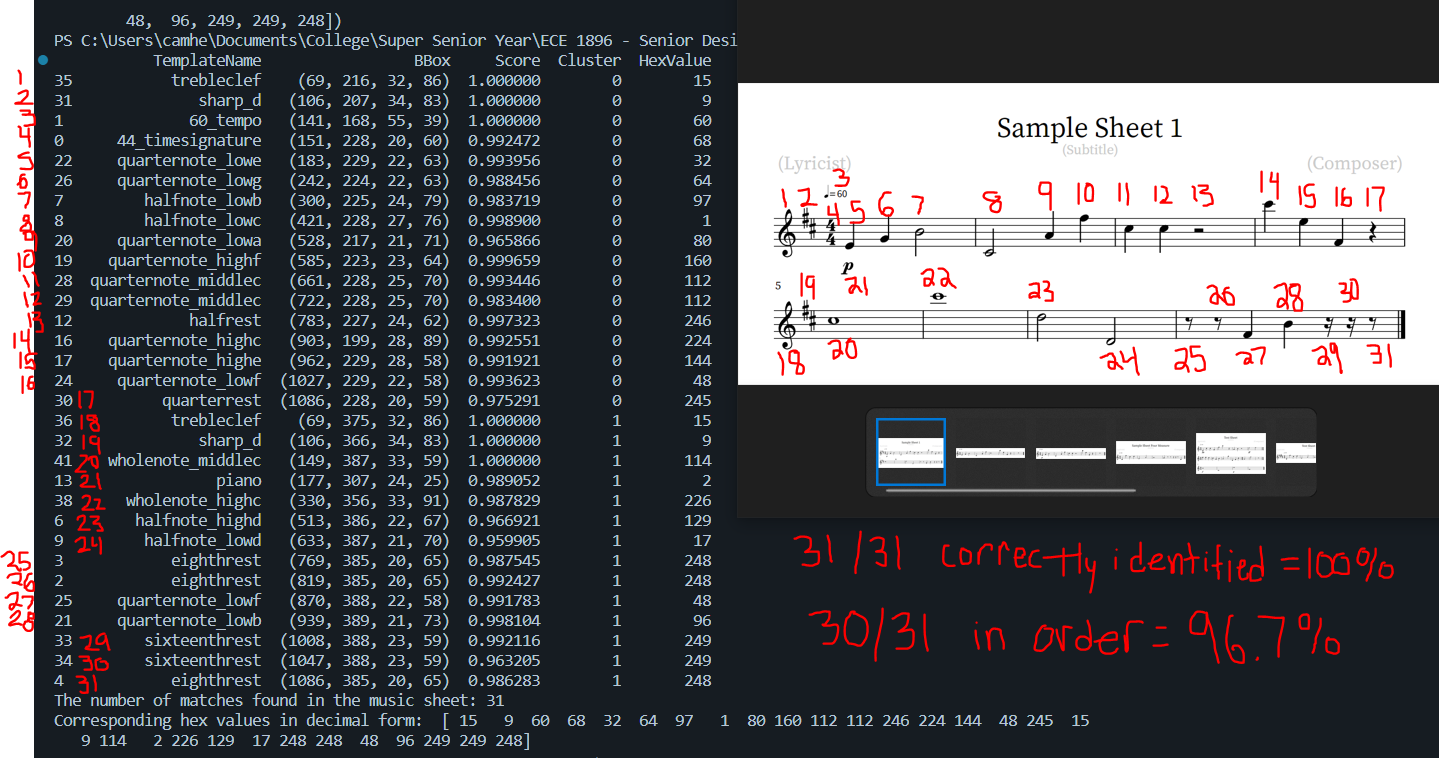 48,  96, 249, 249, 248])
PS C:\Users\camhe\Documents\College\Super Senior Year\ECE 1896 - Senior Desi
TemplateName BBox Score Cluster HexValue
1 35 trebleclef (69, 216, 32, 86) 1.000000 0 15
2 31 sharp_d (106, 207, 34, 83) 1.000000 0 9
3 1 60_tempo (141, 168, 55, 39) 1.000000 0 60
4 0 44_timesignature (151, 228, 20, 60) 0.992472 0 68
5 22 quarternote_lowe (183, 229, 22, 63) 0.993956 0 32
6 26 quarternote_lowg (242, 224, 22, 63) 0.988456 0 64
7 7 halfnote_lowb (300, 225, 24, 79) 0.983719 0 97
8 8 halfnote_lowc (421, 228, 27, 76) 0.998900 0 1
9 20 quarternote_lowa (528, 217, 21, 71) 0.965866 0 80
10 19 quarternote_highf (585, 223, 23, 64) 0.999659 0 160
11 28 quarternote_middlec (661, 228, 25, 70) 0.993446 0 112
12 29 quarternote_middlec (722, 228, 25, 70) 0.983400 0 112
13 12 halfrest (783, 227, 24, 62) 0.997323 0 246
14 16 quarternote_highc (903, 199, 28, 89) 0.992551 0 224
15 17 quarternote_highe (962, 229, 28, 58) 0.991921 0 144
16 24 quarternote_lowf (1027, 229, 22, 58) 0.993623 0 48
30 17 quarterrest (1086, 228, 20, 59) 0.975291 0 245
36 18 trebleclef (69, 375, 32, 86) 1.000000 1 15
32 19 sharp_d (106, 366, 34, 83) 1.000000 1 9
41 20 wholenote_middlec (149, 387, 33, 59) 1.000000 1 114
13 21 piano (177, 307, 24, 25) 0.989052 1 2
38 22 wholenote_highc (330, 356, 33, 91) 0.987829 1 226
6 23 halfnote_highd (513, 386, 22, 67) 0.966921 1 129
9 24 halfnote_lowd (633, 387, 21, 70) 0.959905 1 17
25 3 eighthrest (769, 385, 20, 65) 0.987545 1 248
26 2 eighthrest (819, 385, 20, 65) 0.992427 1 248
27 25 quarternote_lowf (870, 388, 22, 58) 0.991783 1 48
28 21 quarternote_lowb (939, 389, 21, 73) 0.998104 1 96
33 29 sixteenthrest (1008, 388, 23, 59) 0.992116 1 249
34 30 sixteenthrest (1047, 388, 23, 59) 0.963205 1 249
4 31 eighthrest (1086, 385, 20, 65) 0.986283 1 248
The number of matches found in the music sheet: 31
Corresponding hex values in decimal form:  [ 15   9  60  68  32  64  97   1  80 160 112 112 246 224 144  48 245  15
9 114   2 226 129  17 248 248  48  96 249 249 248]
Sample Sheet 1
(Subtitle)
(Lyricist) (Composer)
3
♩=60
1 2 4 5 6 7 8 9 10 11 12 13 14 15 16 17
4
4
p
5 19 21 22 23 26 28 30
18 20 24 25 27 29 31
31/31 correctly identified = 100%
30/31 in order = 96.7%